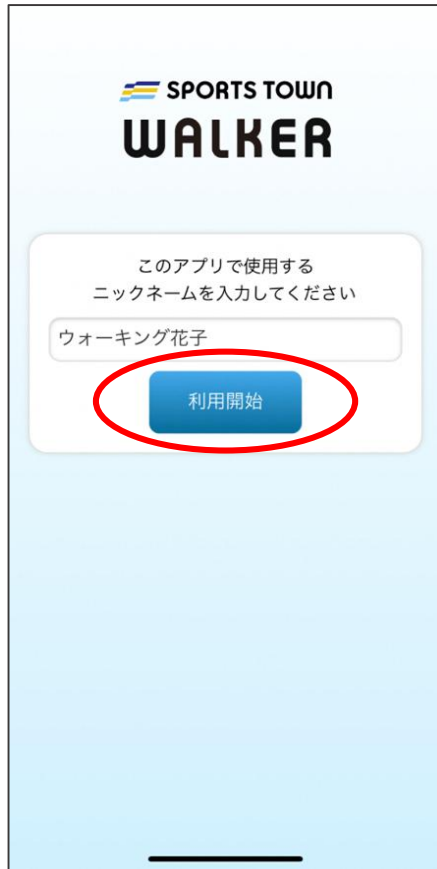 SPORTS TOWN
WALKER
このアプリで使用する
ニックネームを入力してください
ウォーキング花子
利用開始